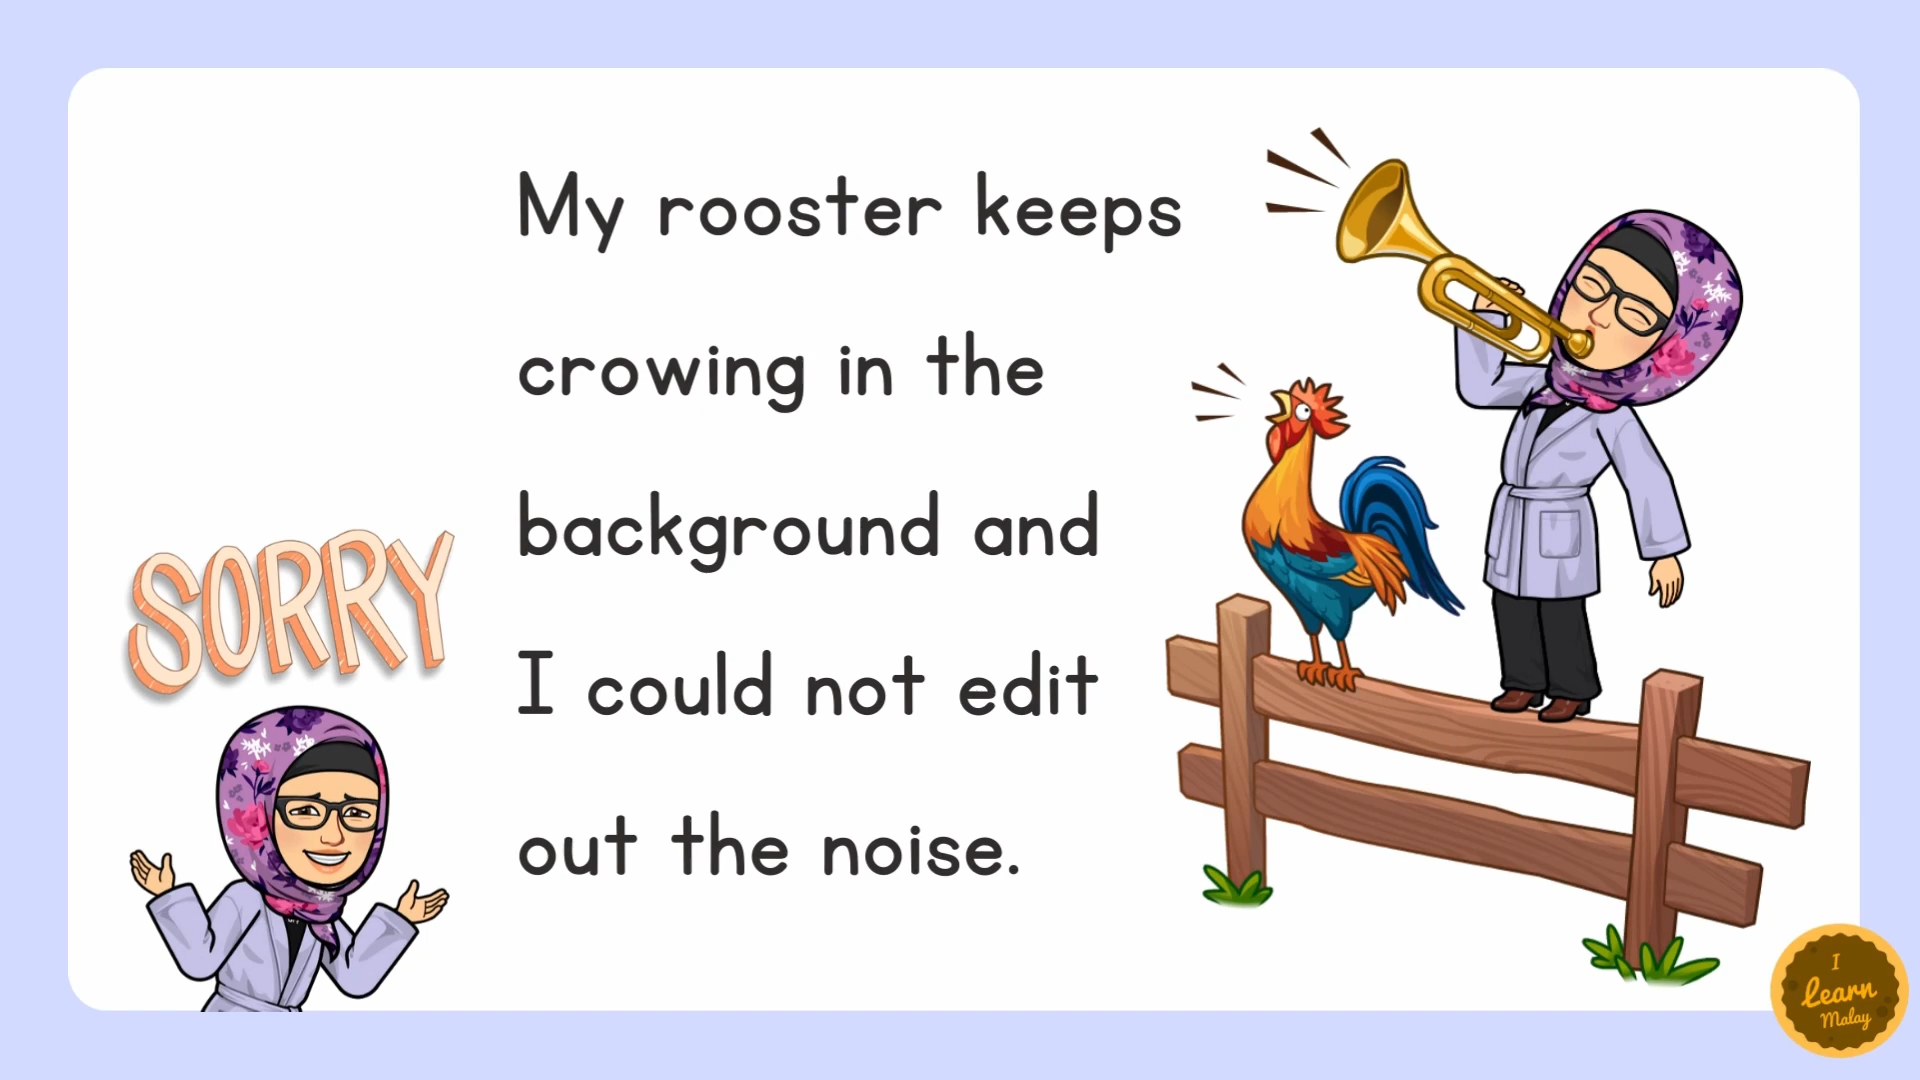 My rooster keeps
crowing in the
background and
I could not edit
out the noise.
SORRY
I
Learn
Malay